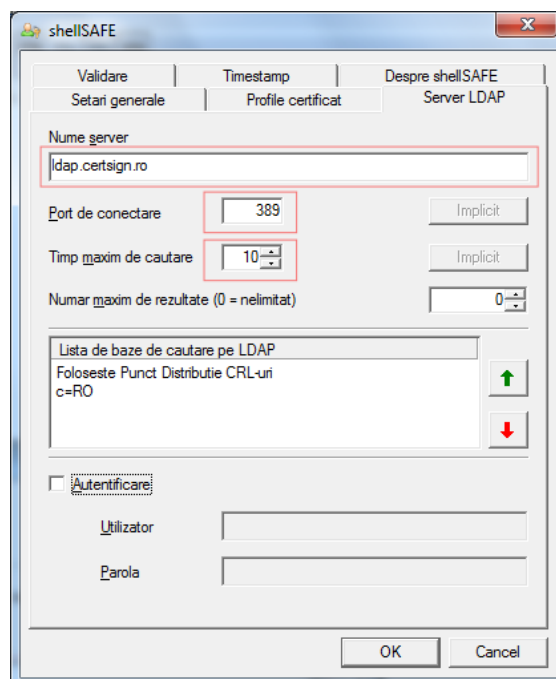 shellSAFE
Validare Timestamp Despre shellSAFE
Setari generale Profile certificat Server LDAP
Nume server
ldap.certsign.ro
Port de conectare 389 Implicit
Timp maxim de cautare 10 Implicit
Numar maxim de rezultate (0 = nelimitat) 0
Lista de baze de cautare pe LDAP
Foloseste Punct Distributie CRL-uri
c=RO
Autentificare
Utilizator
Parola
OK Cancel